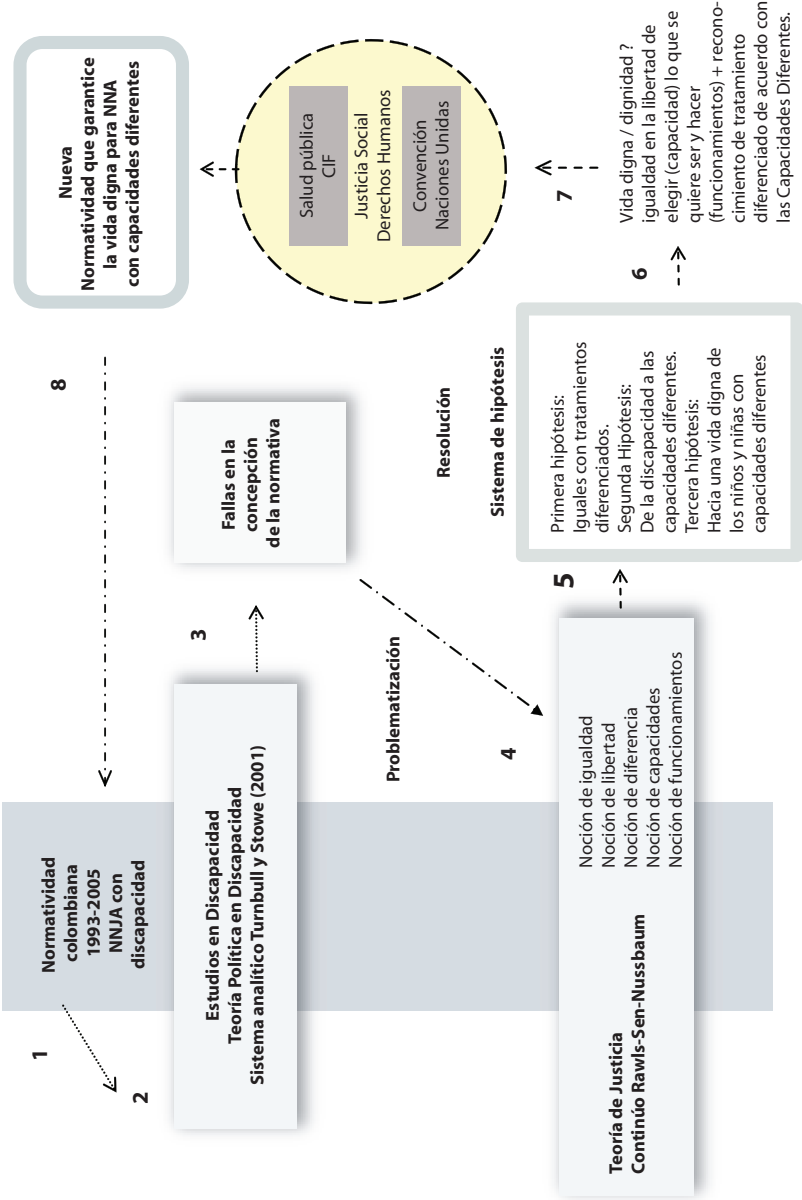 1
Normatividad
colombiana
1993-2005
NNJA con
discapacidad
2
Estudios en Discapacidad
Teoría Política en Discapacidad
Sistema analítico Turnbull y Stowe (2001)
3
Fallas en la
concepción
de la normativa
Problematización
4
Teoría de Justicia
Continúo Rawls-Sen-Nussbaum
Noción de igualdad
Noción de libertad
Noción de diferencia
Noción de capacidades
Noción de funcionamientos
5
Resolución
Sistema de hipótesis
Primera hipótesis:
Iguales con tratamientos
diferenciados.
Segunda Hipótesis:
De la discapacidad a las
capacidades diferentes.
Tercera hipótesis:
Hacia una vida digna de
los niños y niñas con
capacidades diferentes
6
Vida digna / dignidad ?
igualdad en la libertad de
elegir (capacidad) lo que se
quiere ser y hacer
(funcionamientos) + recono-
cimiento de tratamiento
diferenciado de acuerdo con
las Capacidades Diferentes.
7
Salud pública
CIF
Justicia Social
Derechos Humanos
Convención
Naciones Unidas
Nueva
Normatividad que garantice
la vida digna para NNA
con capacidades diferentes
8